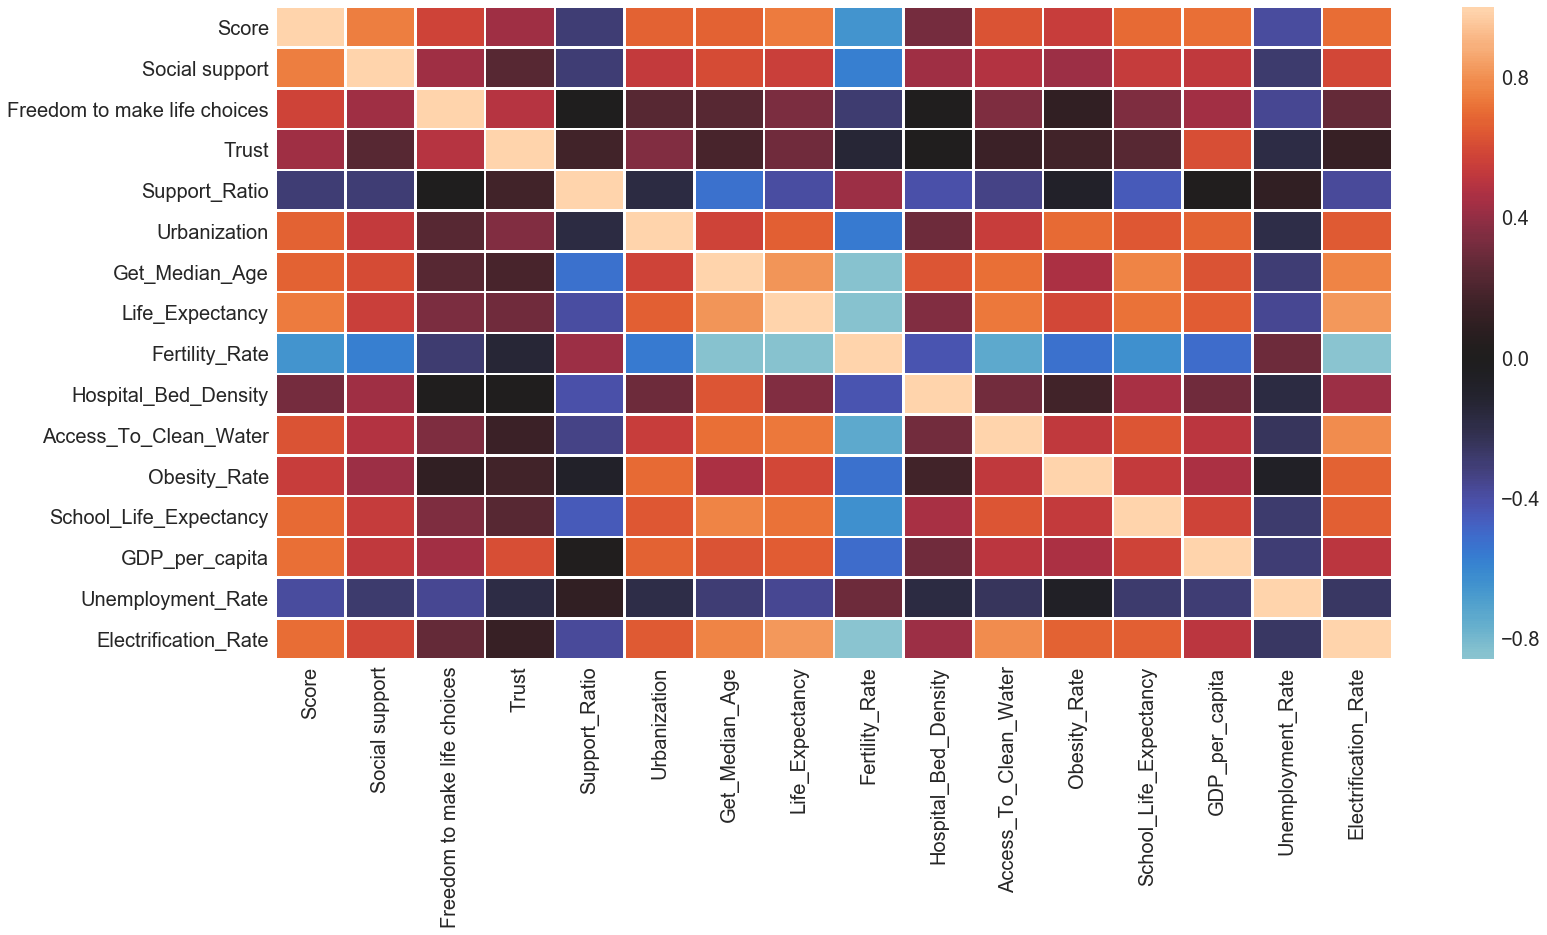 Score
Social support
Freedom to make life choices
Trust
Support_Ratio
Urbanization
Get_Median_Age
Life_Expectancy
Fertility_Rate
Hospital_Bed_Density
Access_To_Clean_Water
Obesity_Rate
School_Life_Expectancy
GDP_per_capita
Unemployment_Rate
Electrification_Rate
Score
Social support
Freedom to make life choices
Trust
Support_Ratio
Urbanization
Get_Median_Age
Life_Expectancy
Fertility_Rate
Hospital_Bed_Density
Access_To_Clean_Water
Obesity_Rate
School_Life_Expectancy
GDP_per_capita
Unemployment_Rate
Electrification_Rate
0.8
0.4
0.0
−0.4
−0.8